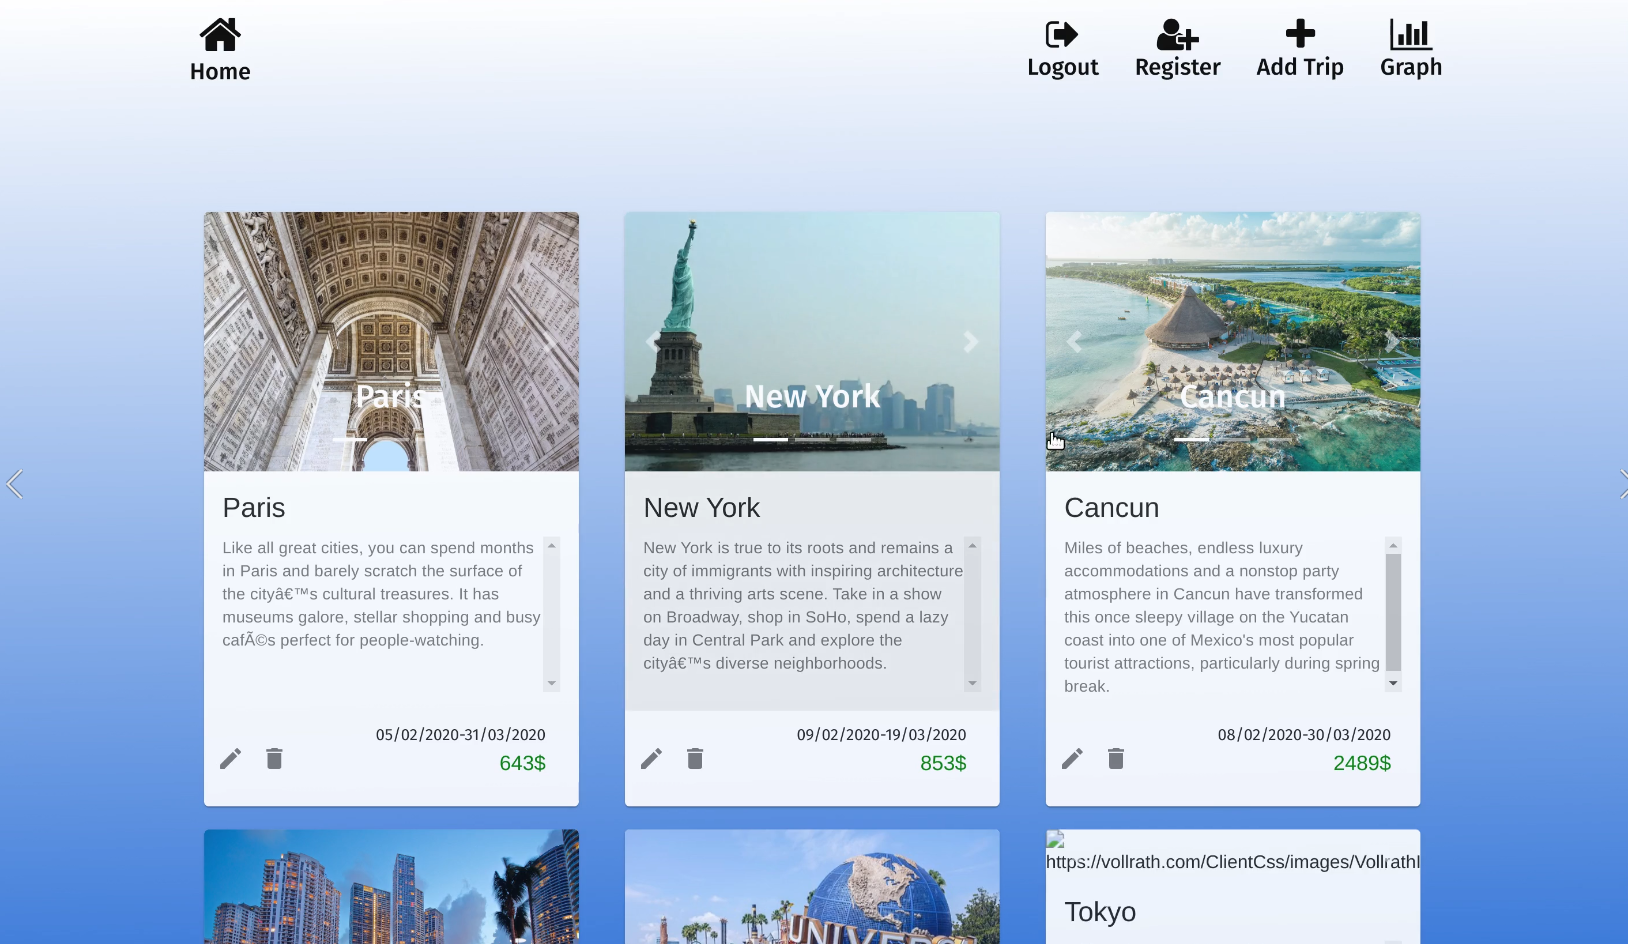 Home
Logout
Register
Add Trip
Graph
Paris
New York
Cancun
Paris
Like all great cities, you can spend months
in Paris and barely scratch the surface of
the cityâ€™s cultural treasures. It has
museums galore, stellar shopping and busy
cafÃ©s perfect for people-watching.
05/02/2020-31/03/2020
643$
New York
New York is true to its roots and remains a
city of immigrants with inspiring architecture
and a thriving arts scene. Take in a show
on Broadway, shop in SoHo, spend a lazy
day in Central Park and explore the
cityâ€™s diverse neighborhoods.
09/02/2020-19/03/2020
853$
Cancun
Miles of beaches, endless luxury
accommodations and a nonstop party
atmosphere in Cancun have transformed
this once sleepy village on the Yucatan
coast into one of Mexico's most popular
tourist attractions, particularly during spring
break.
08/02/2020-30/03/2020
2489$
UNIVERS
https://vollrath.com/ClientCss/images/Vollrath
Tokyo